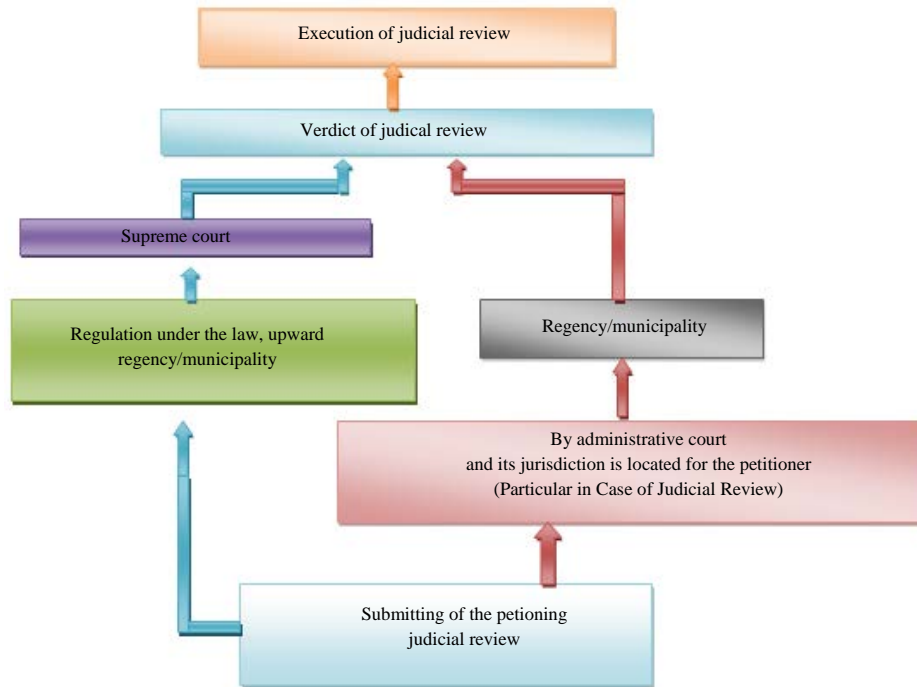 Execution of judicial review
Verdict of judical review
Supreme court
Regulation under the law, upward
regency/municipality
Regency/municipality
By administrative court
and its jurisdiction is located for the petitioner
(Particular in Case of Judicial Review)
Submitting of the petioning
judicial review